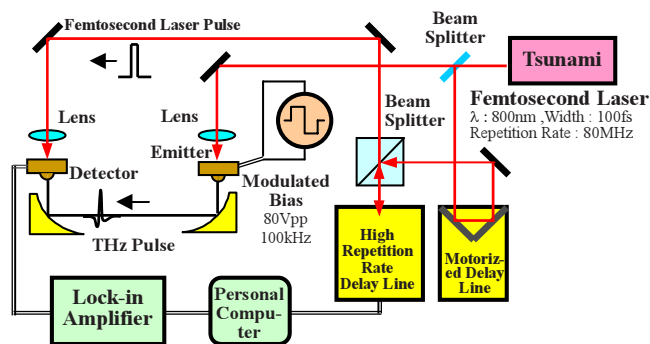 Femtosecond Laser Pulse
Beam
Splitter
Tsunami
Femtosecond Laser
λ : 800nm ,Width : 100fs
Repetition Rate : 80MHz
Beam
Splitter
Lens
Lens
Emitter
Detector
Modulated
Bias
80Vpp
100kHz
THz Pulse
High
Repetition
Rate
Delay Line
Motoriz-
ed Delay
Line
Lock-in
Amplifier
Personal
Compu-
ter